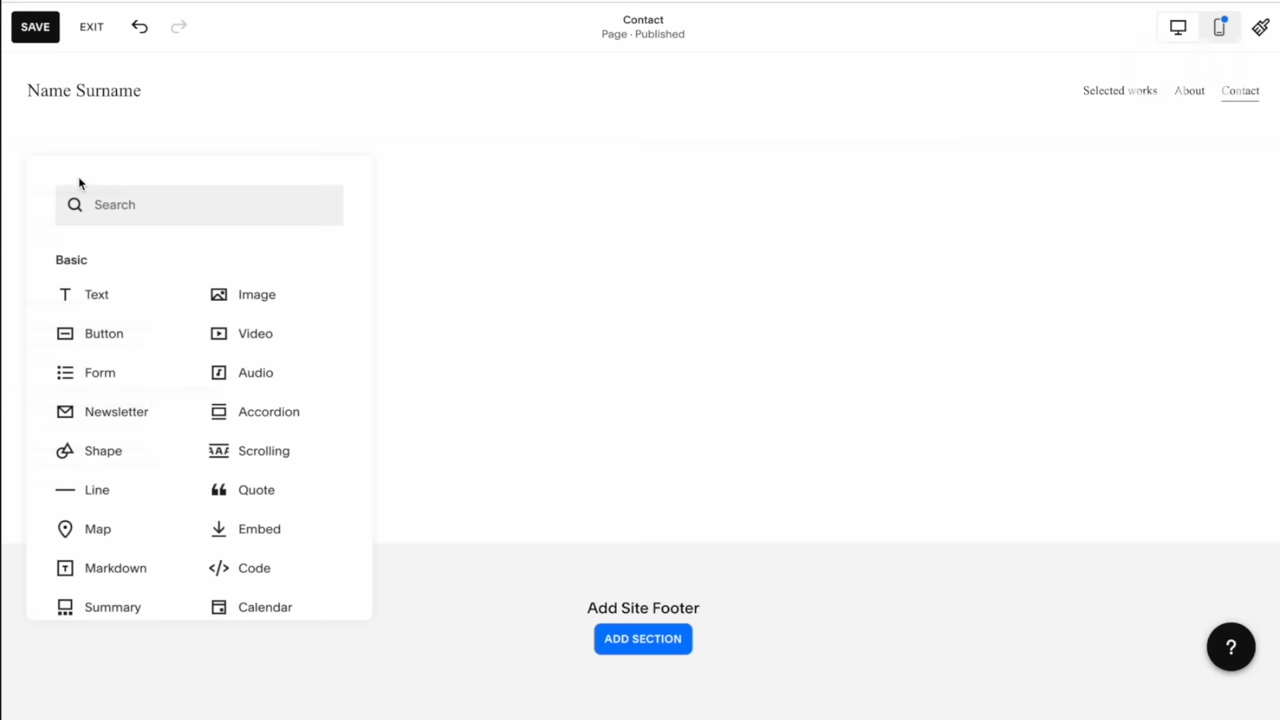 SAVE
EXIT
Contact
Page · Published
Name Surname
Selected works
About
Contact
Search
Basic
Text
Image
Button
Video
Form
Audio
Newsletter
Accordion
Shape
Scrolling
Line
Quote
Map
Embed
Markdown
Code
Summary
Calendar
Add Site Footer
ADD SECTION
?